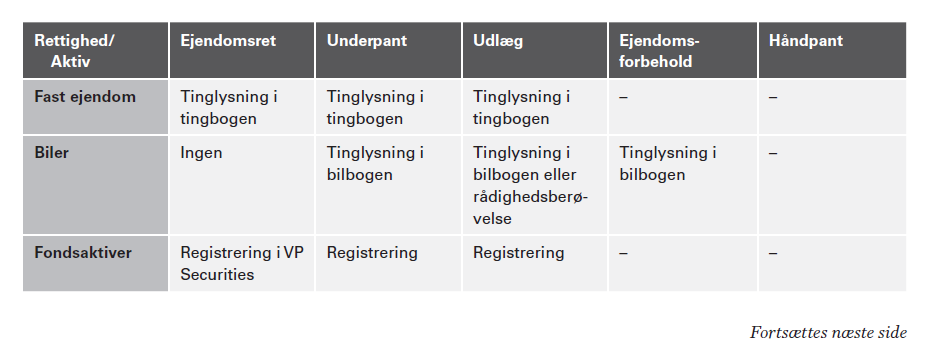 Rettighed/ Ejendomsret Underpant Udlæg Ejendoms- Håndpant
Aktiv forbehold
Fast ejendom Tinglysning i Tinglysning i Tinglysning i – –
tingbogen tingbogen tingbogen
Biler Ingen Tinglysning i Tinglysning i Tinglysning i –
bilbogen bilbogen eller bilbogen
rådighedsberø-
velse
Fondsaktiver Registrering i VP Registrering Registrering – –
Securities
Fortsættes næste side